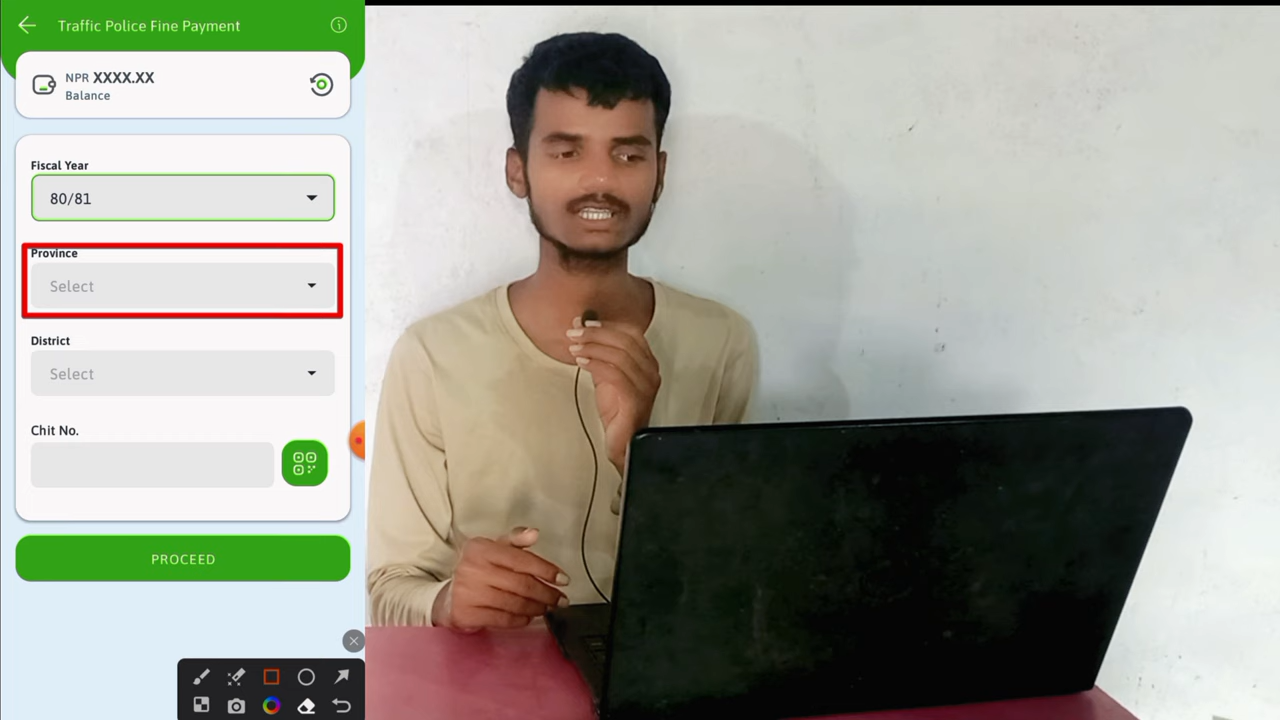 Traffic Police Fine Payment
NPR XXXX.XX
Balance
Fiscal Year
80/81
Province
Select
District
Select
Chit No.
PROCEED